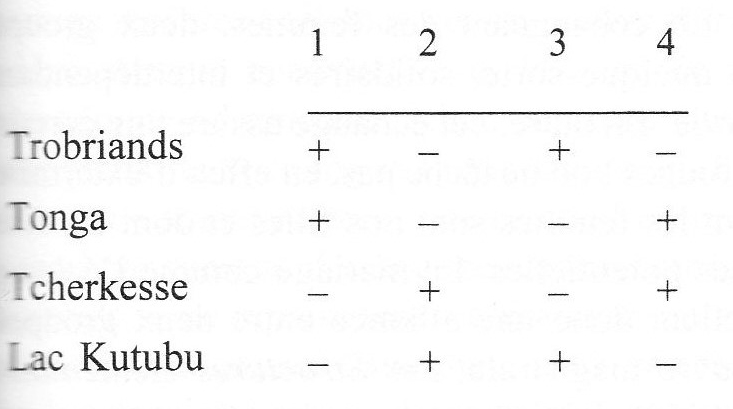 1 2 3 4
Trobriands + – + –
Tonga + – – +
Tcherkesse – + – +
Lac Kutubu – + + –